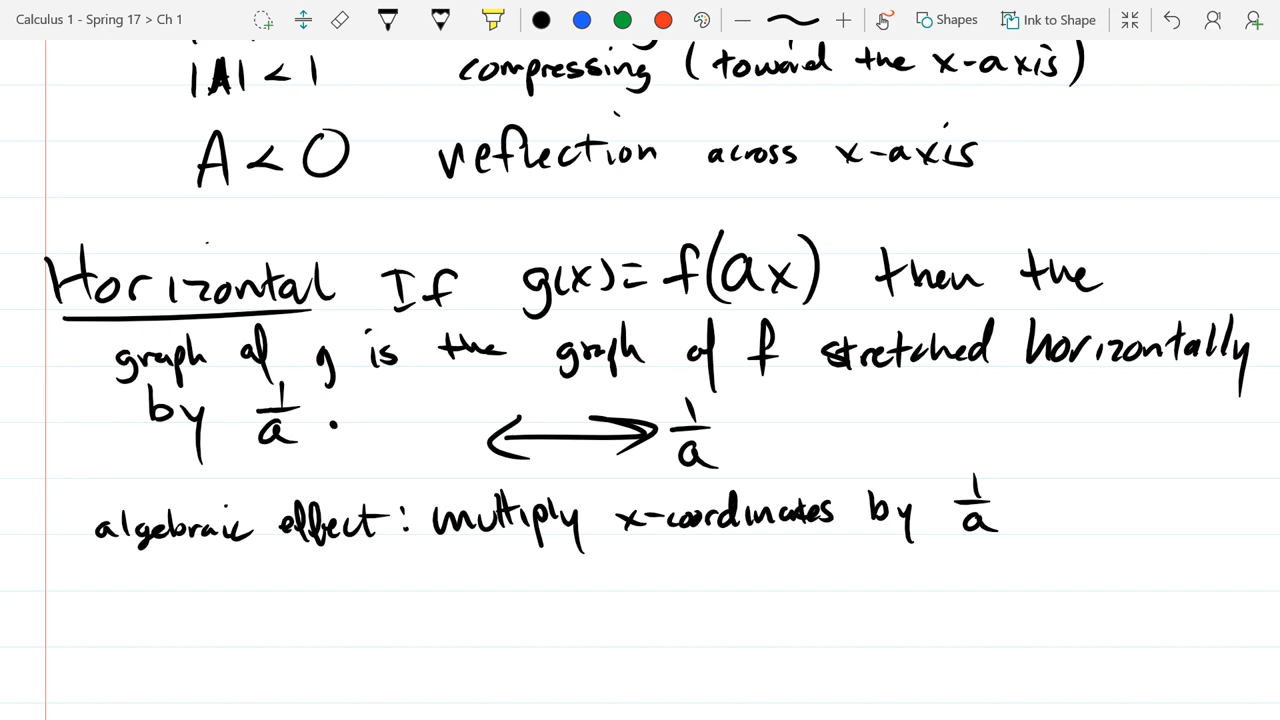 Calculus 1 - Spring 17 > Ch 1 Shapes Ink to Shape
|A| < 1 compressing (toward the x-axis)
A < 0 reflection across x-axis
Horizontal If g(x) = f(ax) then the
graph of g is the graph of f stretched horizontally
by 1/a.
1/a
algebraic effect: multiply x-coordinates by 1/a